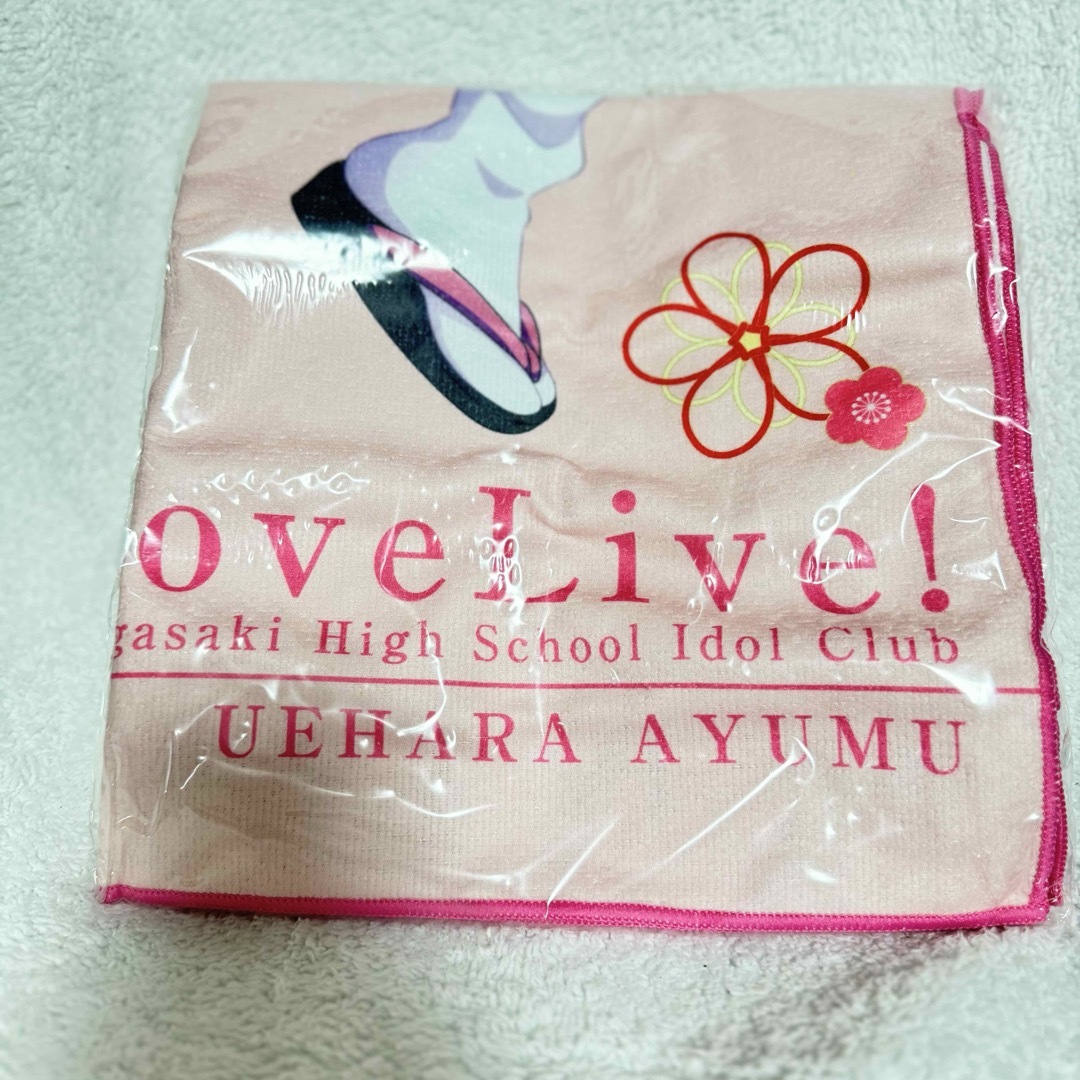 oveLive!
gasaki High School Idol Club
UEHARA AYUMU